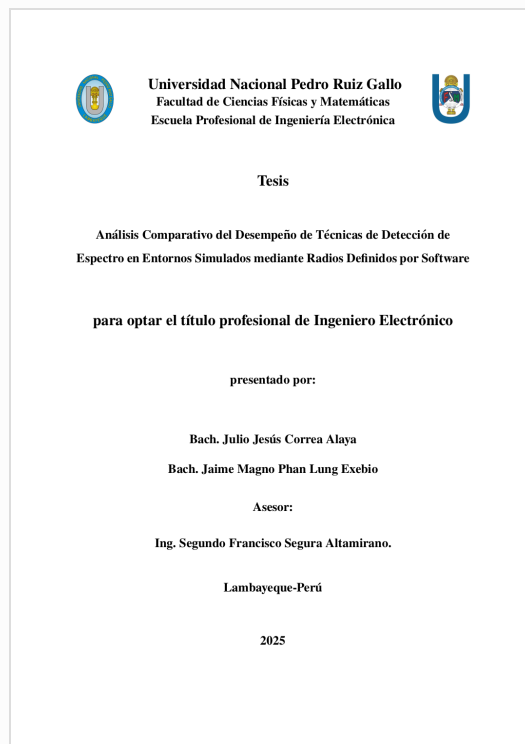 Universidad Nacional Pedro Ruiz Gallo
Facultad de Ciencias Físicas y Matemáticas
Escuela Profesional de Ingeniería Electrónica
Tesis
Análisis Comparativo del Desempeño de Técnicas de Detección de
Espectro en Entornos Simulados mediante Radios Definidos por Software
para optar el título profesional de Ingeniero Electrónico
presentado por:
Bach. Julio Jesús Correa Alaya
Bach. Jaime Magno Phan Lung Exebio
Asesor:
Ing. Segundo Francisco Segura Altamirano.
Lambayeque-Perú
2025